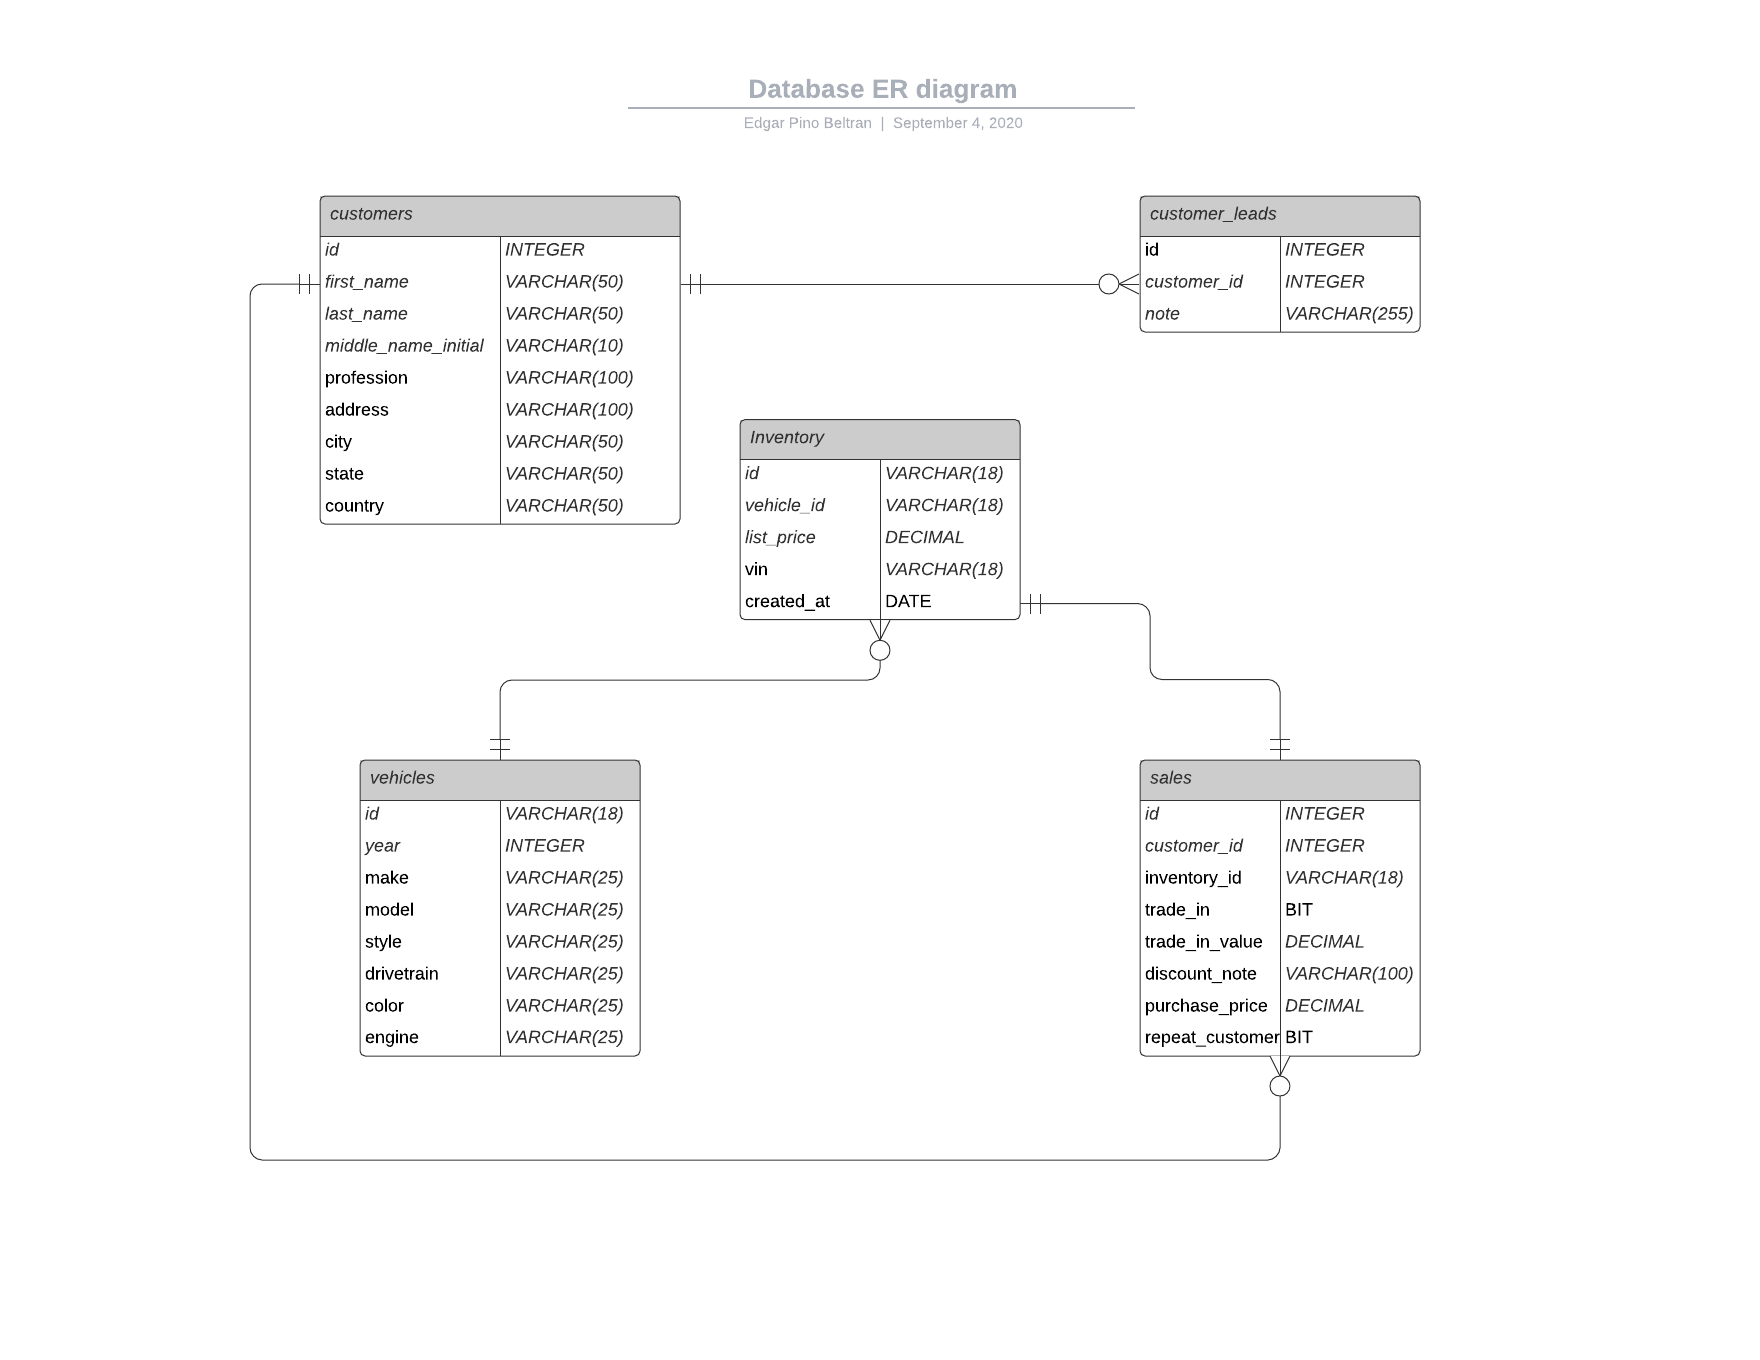 Database ER diagram
Edgar Pino Beltran | September 4, 2020
customers
id INTEGER
first_name VARCHAR(50)
last_name VARCHAR(50)
middle_name_initial VARCHAR(10)
profession VARCHAR(100)
address VARCHAR(100)
city VARCHAR(50)
state VARCHAR(50)
country VARCHAR(50)
customer_leads
id INTEGER
customer_id INTEGER
note VARCHAR(255)
Inventory
id VARCHAR(18)
vehicle_id VARCHAR(18)
list_price DECIMAL
vin VARCHAR(18)
created_at DATE
vehicles
id VARCHAR(18)
year INTEGER
make VARCHAR(25)
model VARCHAR(25)
style VARCHAR(25)
drivetrain VARCHAR(25)
color VARCHAR(25)
engine VARCHAR(25)
sales
id INTEGER
customer_id INTEGER
inventory_id VARCHAR(18)
trade_in BIT
trade_in_value DECIMAL
discount_note VARCHAR(100)
purchase_price DECIMAL
repeat_customer BIT